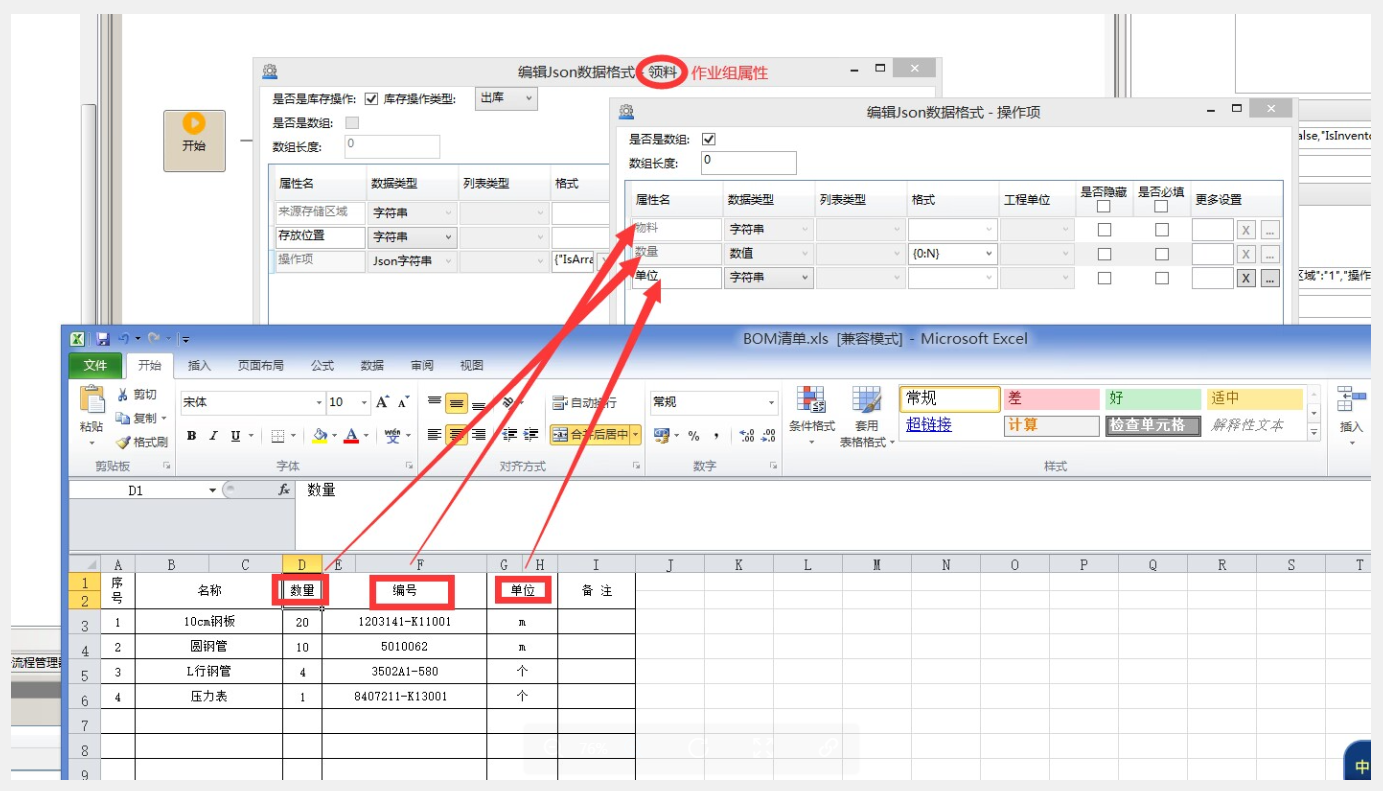 编辑Json数据格式 - 领料 作业组属性
是否是库存操作: 库存操作类型: 出库
是否是数组:
数组长度: 0
属性名 数据类型 列表类型 格式
来源存储区域 字符串
存放位置 字符串
操作项 Json字符串 {"IsArra
开始
编辑Json数据格式 - 操作项
是否是数组:
数组长度: 0
属性名 数据类型 列表类型 格式 工程单位 是否隐藏 是否必填 更多设置
物料 字符串 X ...
数量 数值 {0:N} X ...
单位 字符串 X ...
alse,"IsInvento
区域":"1","操作
流程管理器
BOM清单.xls [兼容模式] - Microsoft Excel
文件 开始 插入 页面布局 公式 数据 审阅 视图
粘贴 剪切 复制 格式刷
宋体 10 A A
B I U A wén 文
自动换行
合并后居中
常规
% , .00
条件格式 套用表格格式
常规 差 好 适中
超链接 计算 检查单元格 解释性文本
插入
剪贴板 字体 对齐方式 数字 样式
D1 fx 数量
A B C D E F G H I J K L M N O P Q R S T
序号 名称 数量 编号 单位 备 注
1
2
3 1 10cm钢板 20 1203141-K11001 m
4 2 圆钢管 10 5010062 m
5 3 L行钢管 4 3502A1-580 个
6 4 压力表 1 8407211-K13001 个
7
8
9
中